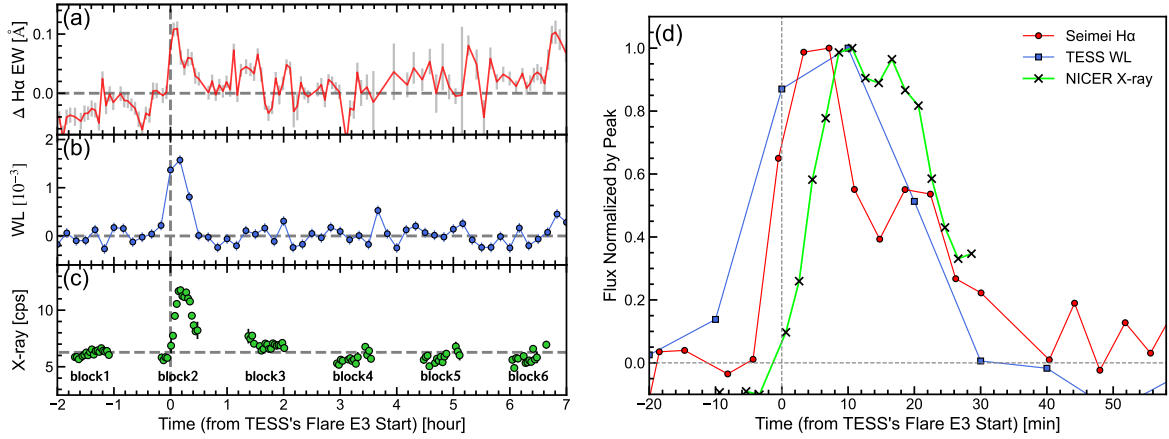 (a)
Δ Hα EW [Å]
0.1
0.0
(b)
WL [10⁻³]
2
1
0
(c)
X-ray [cps]
10
5
block1 block2 block3 block4 block5 block6
−2 −1 0 1 2 3 4 5 6 7
Time (from TESS's Flare E3 Start) [hour]
(d)
Seimei Hα
TESS WL
NICER X-ray
Flux Normalized by Peak
1.0
0.8
0.6
0.4
0.2
0.0
−20 −10 0 10 20 30 40 50
Time (from TESS's Flare E3 Start) [min]